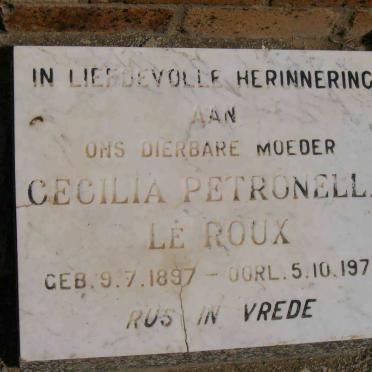 IN LIEFDEVOLLE HERINNERING
AAN
ONS DIERBARE MOEDER
CECILIA PETRONELLA
LE ROUX
GEB. 9.7.1897 – OORL. 5.10.197
RUS IN VREDE